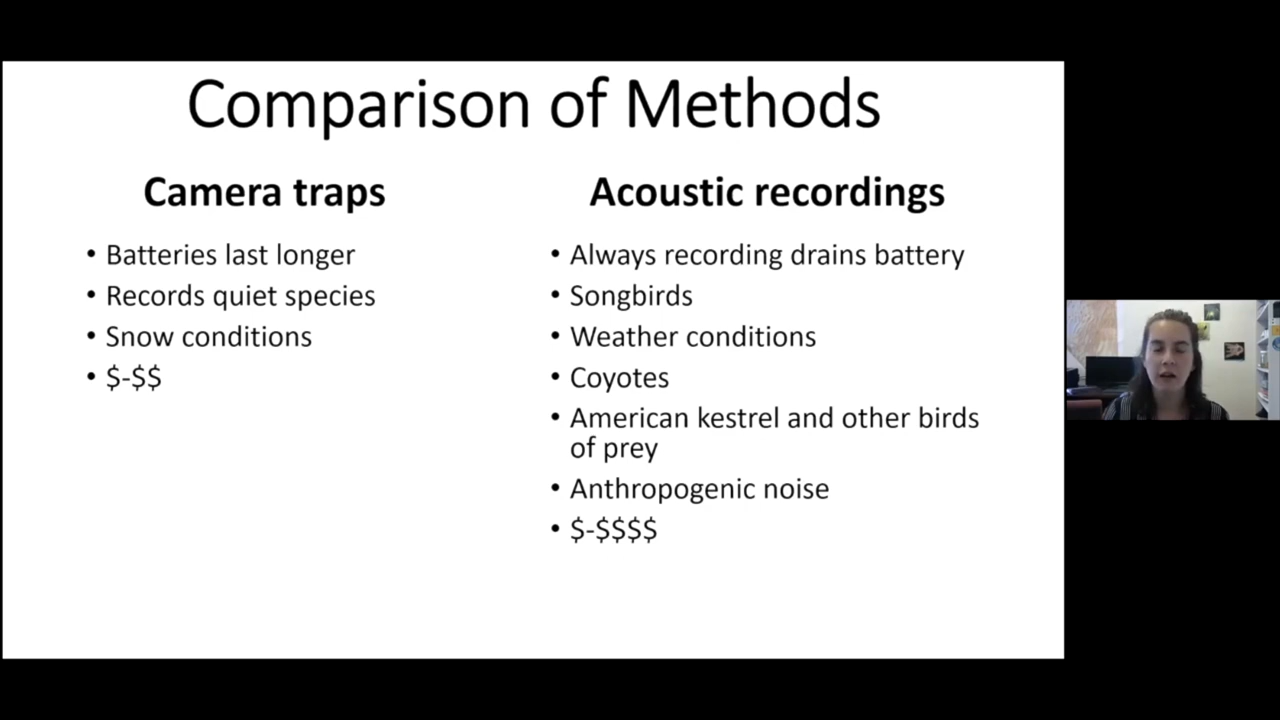 Comparison of Methods
Camera traps
• Batteries last longer
• Records quiet species
• Snow conditions
• $-$$
Acoustic recordings
• Always recording drains battery
• Songbirds
• Weather conditions
• Coyotes
• American kestrel and other birds
of prey
• Anthropogenic noise
• $-$$$$